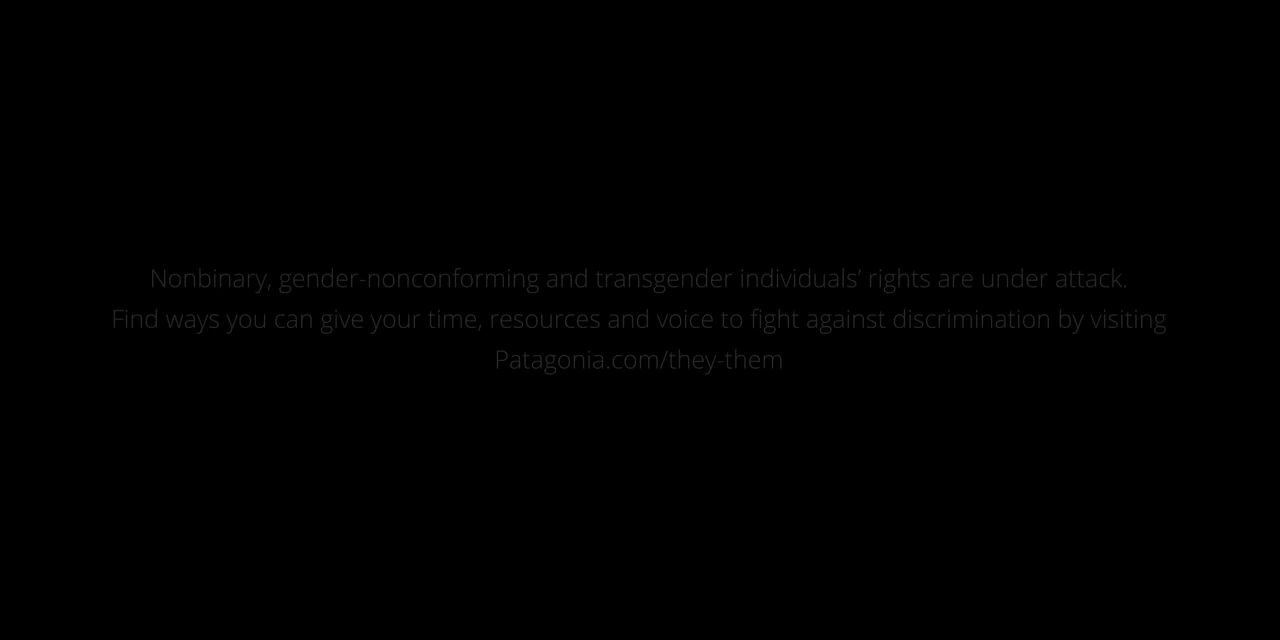 Nonbinary, gender-nonconforming and transgender individuals’ rights are under attack.
Find ways you can give your time, resources and voice to fight against discrimination by visiting
Patagonia.com/they-them